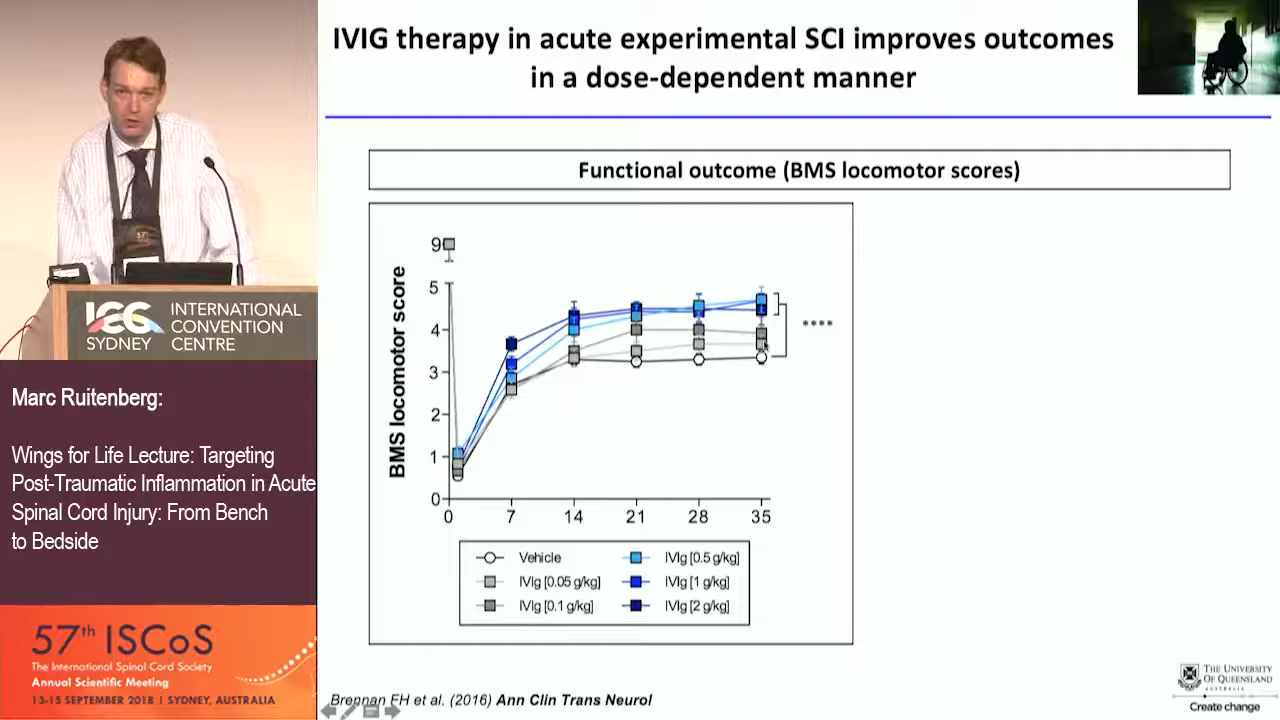 IVIG therapy in acute experimental SCI improves outcomes
in a dose-dependent manner
Functional outcome (BMS locomotor scores)
BMS locomotor score
9
5
4
3
2
1
0
0 7 14 21 28 35
****
Vehicle
IVIg [0.05 g/kg]
IVIg [0.1 g/kg]
IVIg [0.5 g/kg]
IVIg [1 g/kg]
IVIg [2 g/kg]
Brennan FH et al. (2016) Ann Clin Trans Neurol
THE UNIVERSITY
OF QUEENSLAND
AUSTRALIA
Create change
57th
ICC
SYDNEY
INTERNATIONAL
CONVENTION
CENTRE
Marc Ruitenberg:
Wings for Life Lecture: Targeting
Post-Traumatic Inflammation in Acute
Spinal Cord Injury: From Bench
to Bedside
57th ISCoS
The International Spinal Cord Society
Annual Scientific Meeting
13-15 SEPTEMBER 2018 | SYDNEY, AUSTRALIA